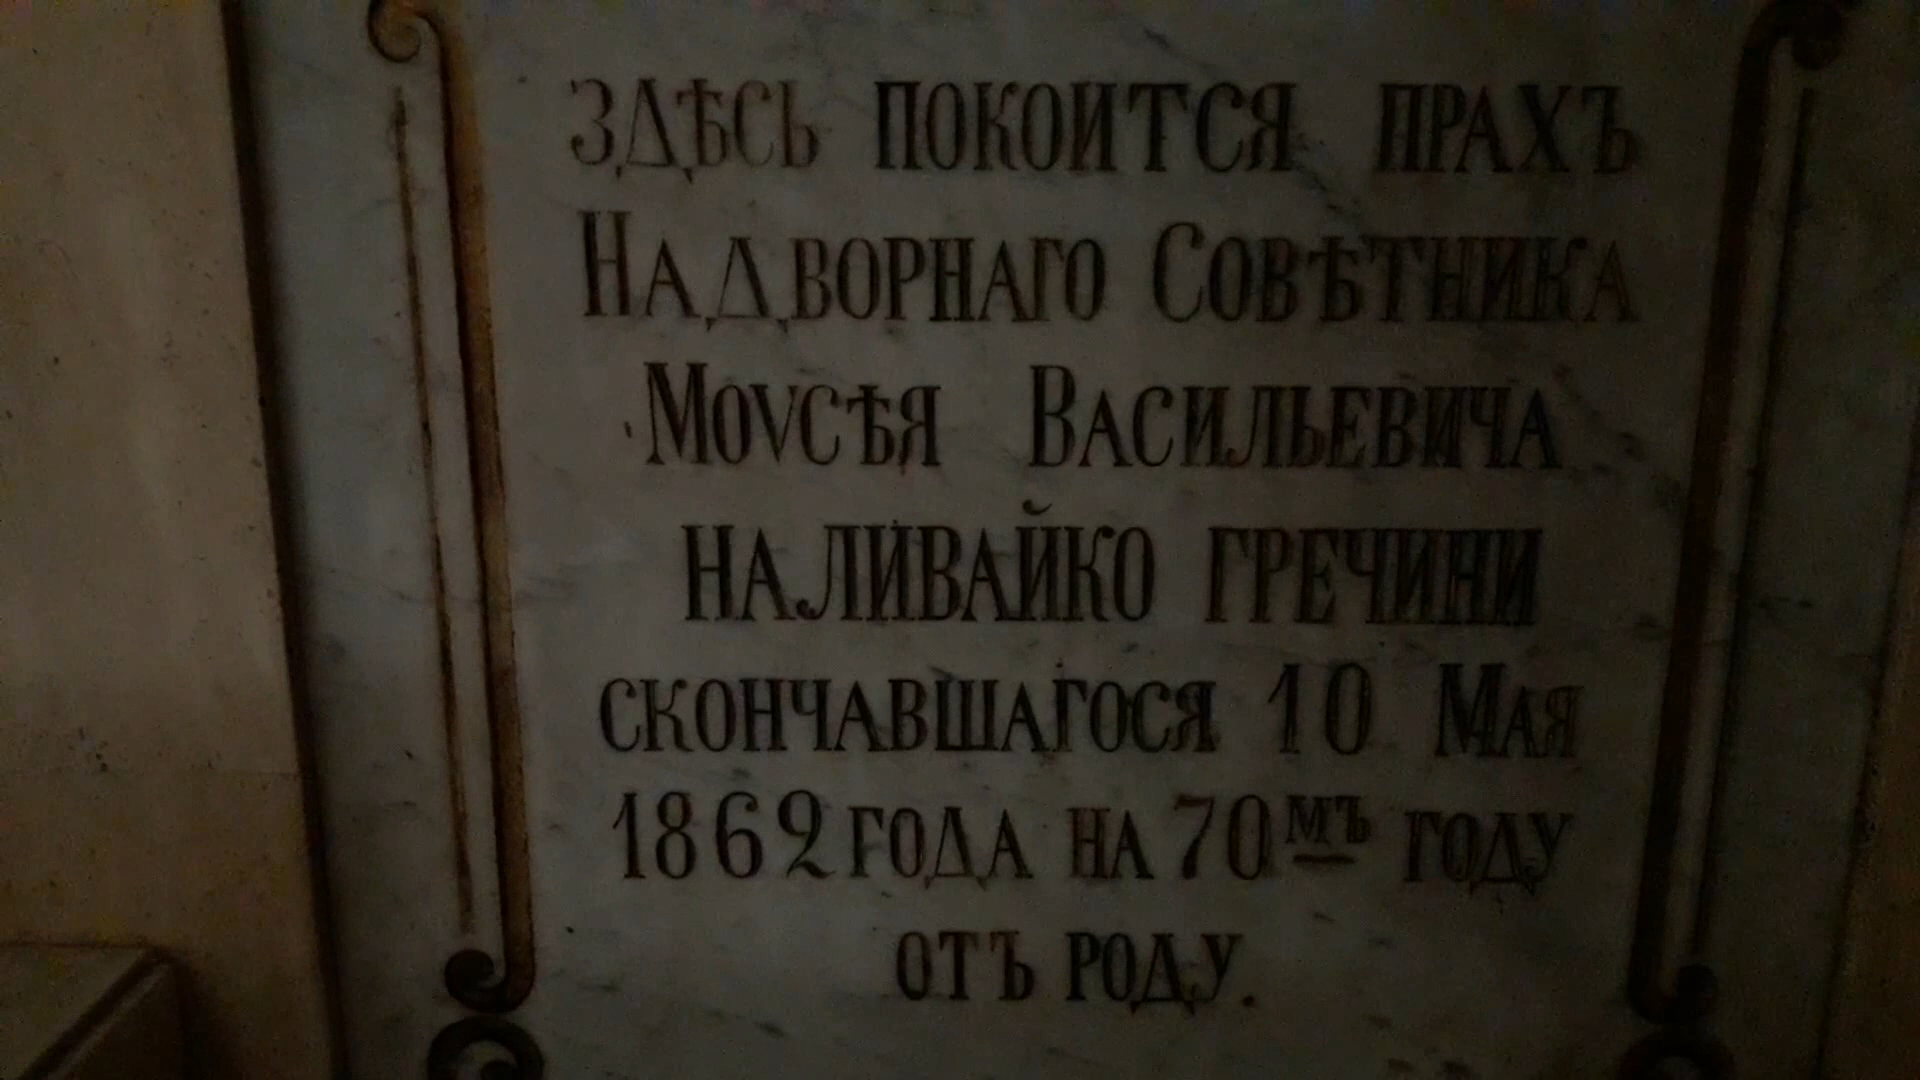 Здѣсь покоится прахъ
Надворнаго Совѣтника
Моѵсѣя Васильевича
Наливайко Гречини
скончавшагося 10 Мая
1862 года на 70мъ году
отъ роду.